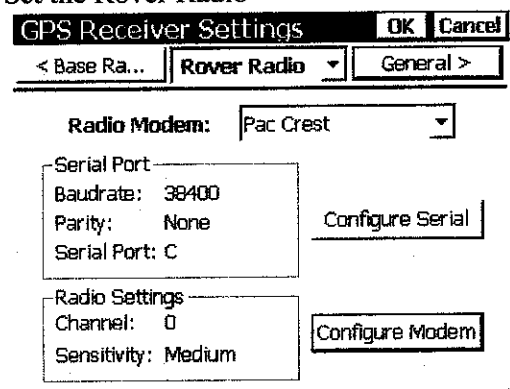 Set the Rover Radio
GPS Receiver Settings OK Cancel
< Base Ra... Rover Radio General >
Radio Modem: Pac Crest
Serial Port
Baudrate: 38400
Parity: None
Configure Serial
Serial Port: C
Radio Settings
Channel: 0
Configure Modem
Sensitivity: Medium